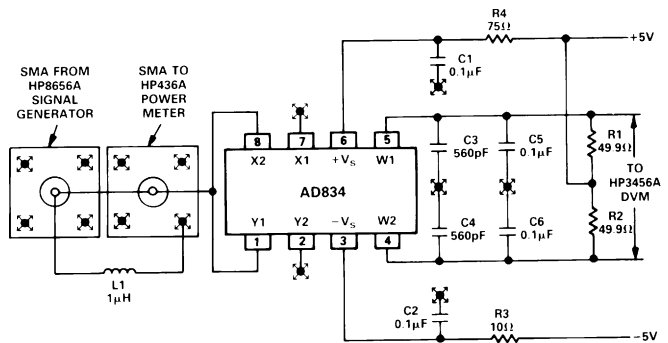 R4
75Ω
+5V
SMA FROM
HP8656A
SIGNAL
GENERATOR
SMA TO
HP436A
POWER
METER
C1
0.1µF
8
7
6
5
X2
X1
+VS
W1
AD834
Y1
Y2
−VS
W2
1
2
3
4
C3
560pF
C5
0.1µF
R1
49.9Ω
TO
HP3456A
DVM
C4
560pF
C6
0.1µF
R2
49.9Ω
L1
1µH
C2
0.1µF
R3
10Ω
−5V